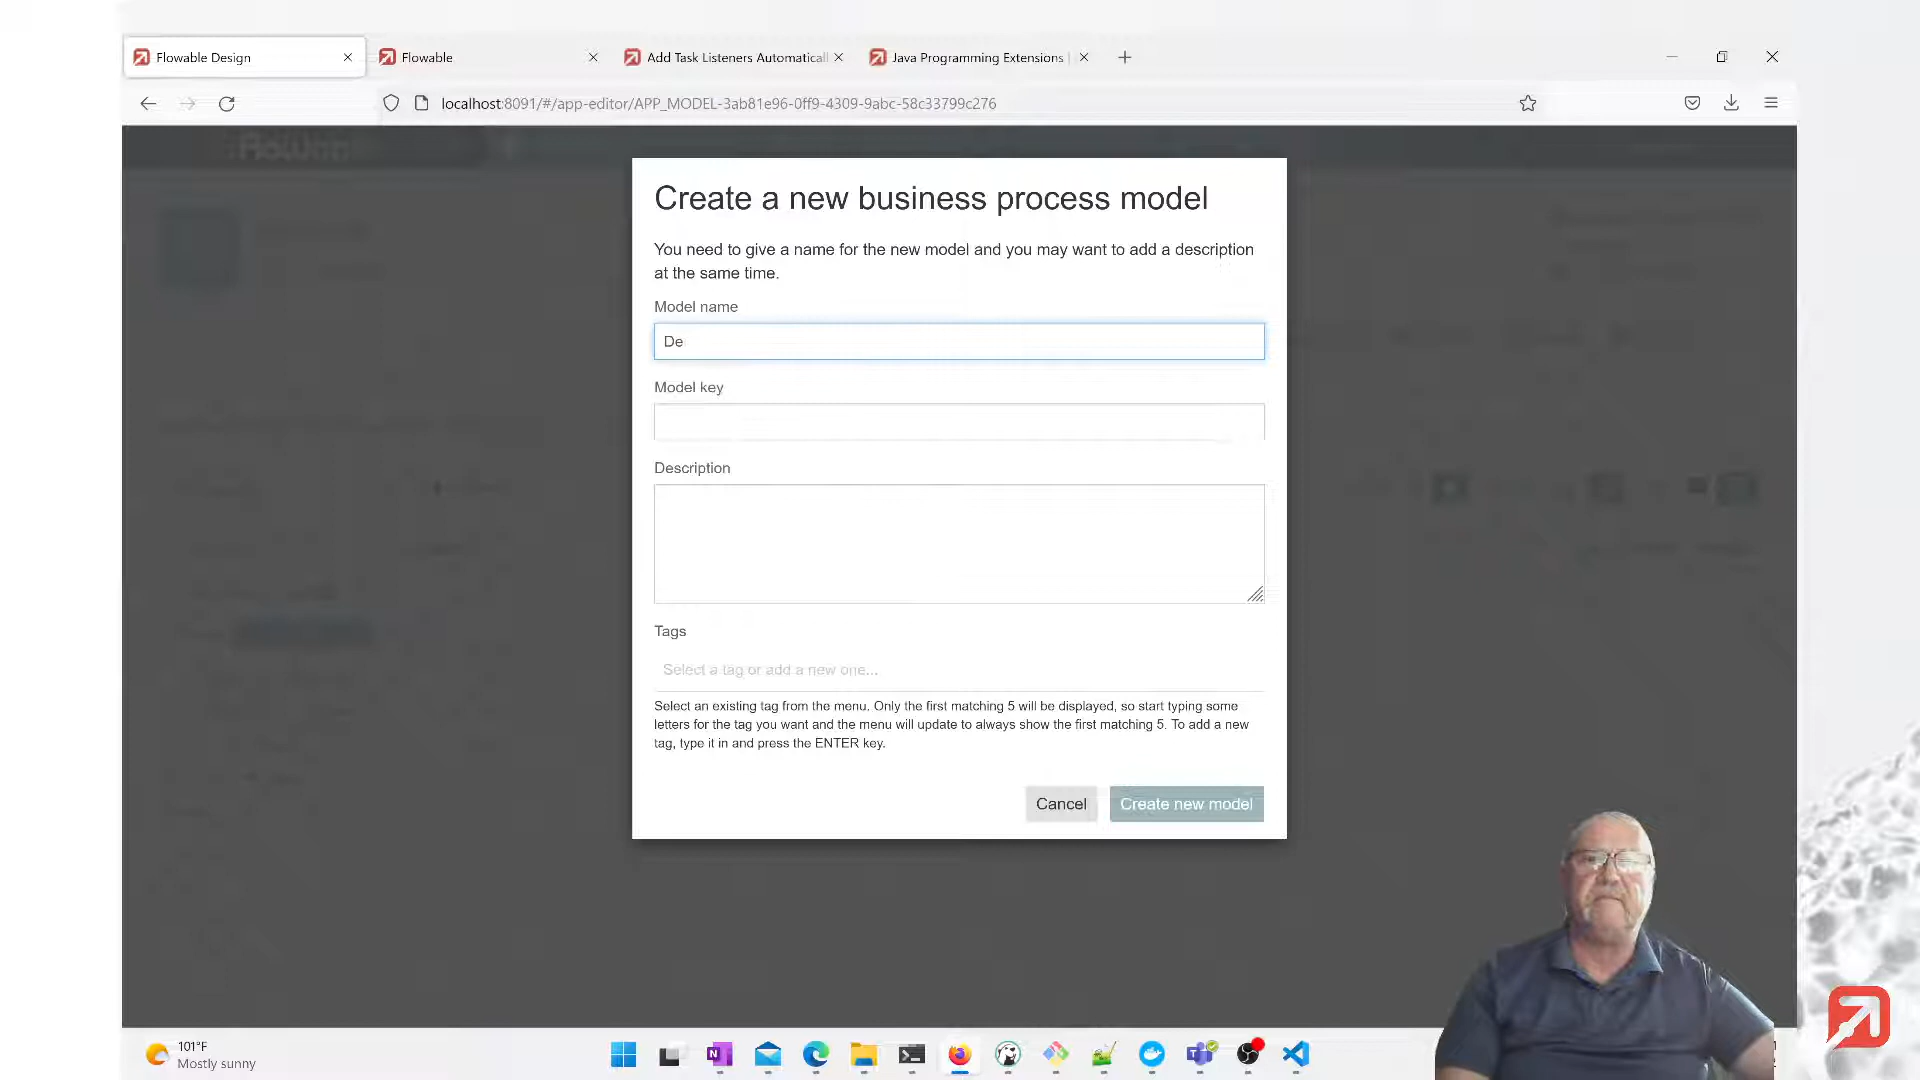 Flowable Design
Flowable
Add Task Listeners Automaticall
Java Programming Extensions |
localhost:8091/#/app-editor/APP_MODEL-3ab81e96-0ff9-4309-9abc-58c33799c276
Create a new business process model
You need to give a name for the new model and you may want to add a description
at the same time.
Model name
De
Model key
Description
Tags
Select a tag or add a new one...
Select an existing tag from the menu. Only the first matching 5 will be displayed, so start typing some
letters for the tag you want and the menu will update to always show the first matching 5. To add a new
tag, type it in and press the ENTER key.
Cancel
Create new model
101°F
Mostly sunny